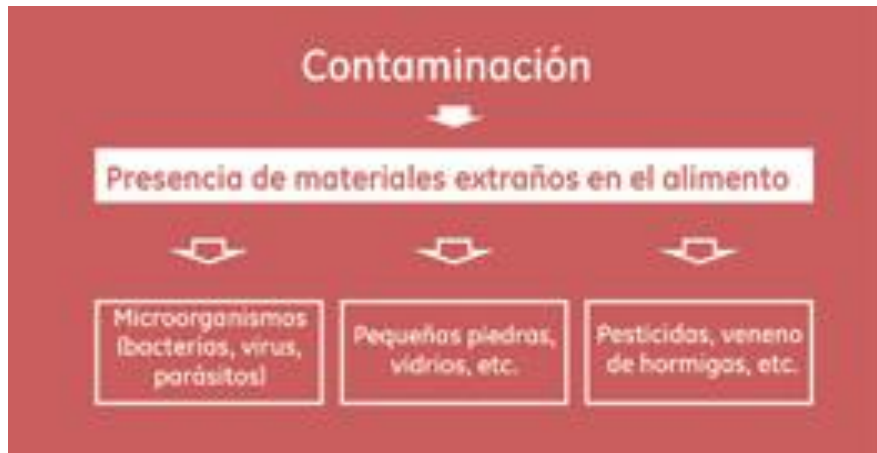 Contaminación
Presencia de materiales extraños en el alimento
Microorganismos
(bacterias, virus,
parásitos)
Pequeñas piedras,
vidrios, etc.
Pesticidas, veneno
de hormigas, etc.